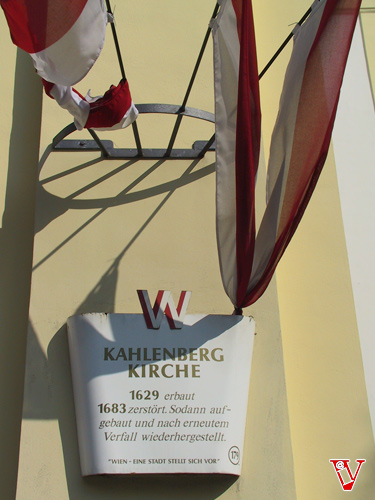 W
KAHLENBERG
KIRCHE
1629 erbaut
1683 zerstört. Sodann auf-
gebaut und nach erneutem
Verfall wiederhergestellt.
"WIEN - EINE STADT STELLT SICH VOR"
179
V